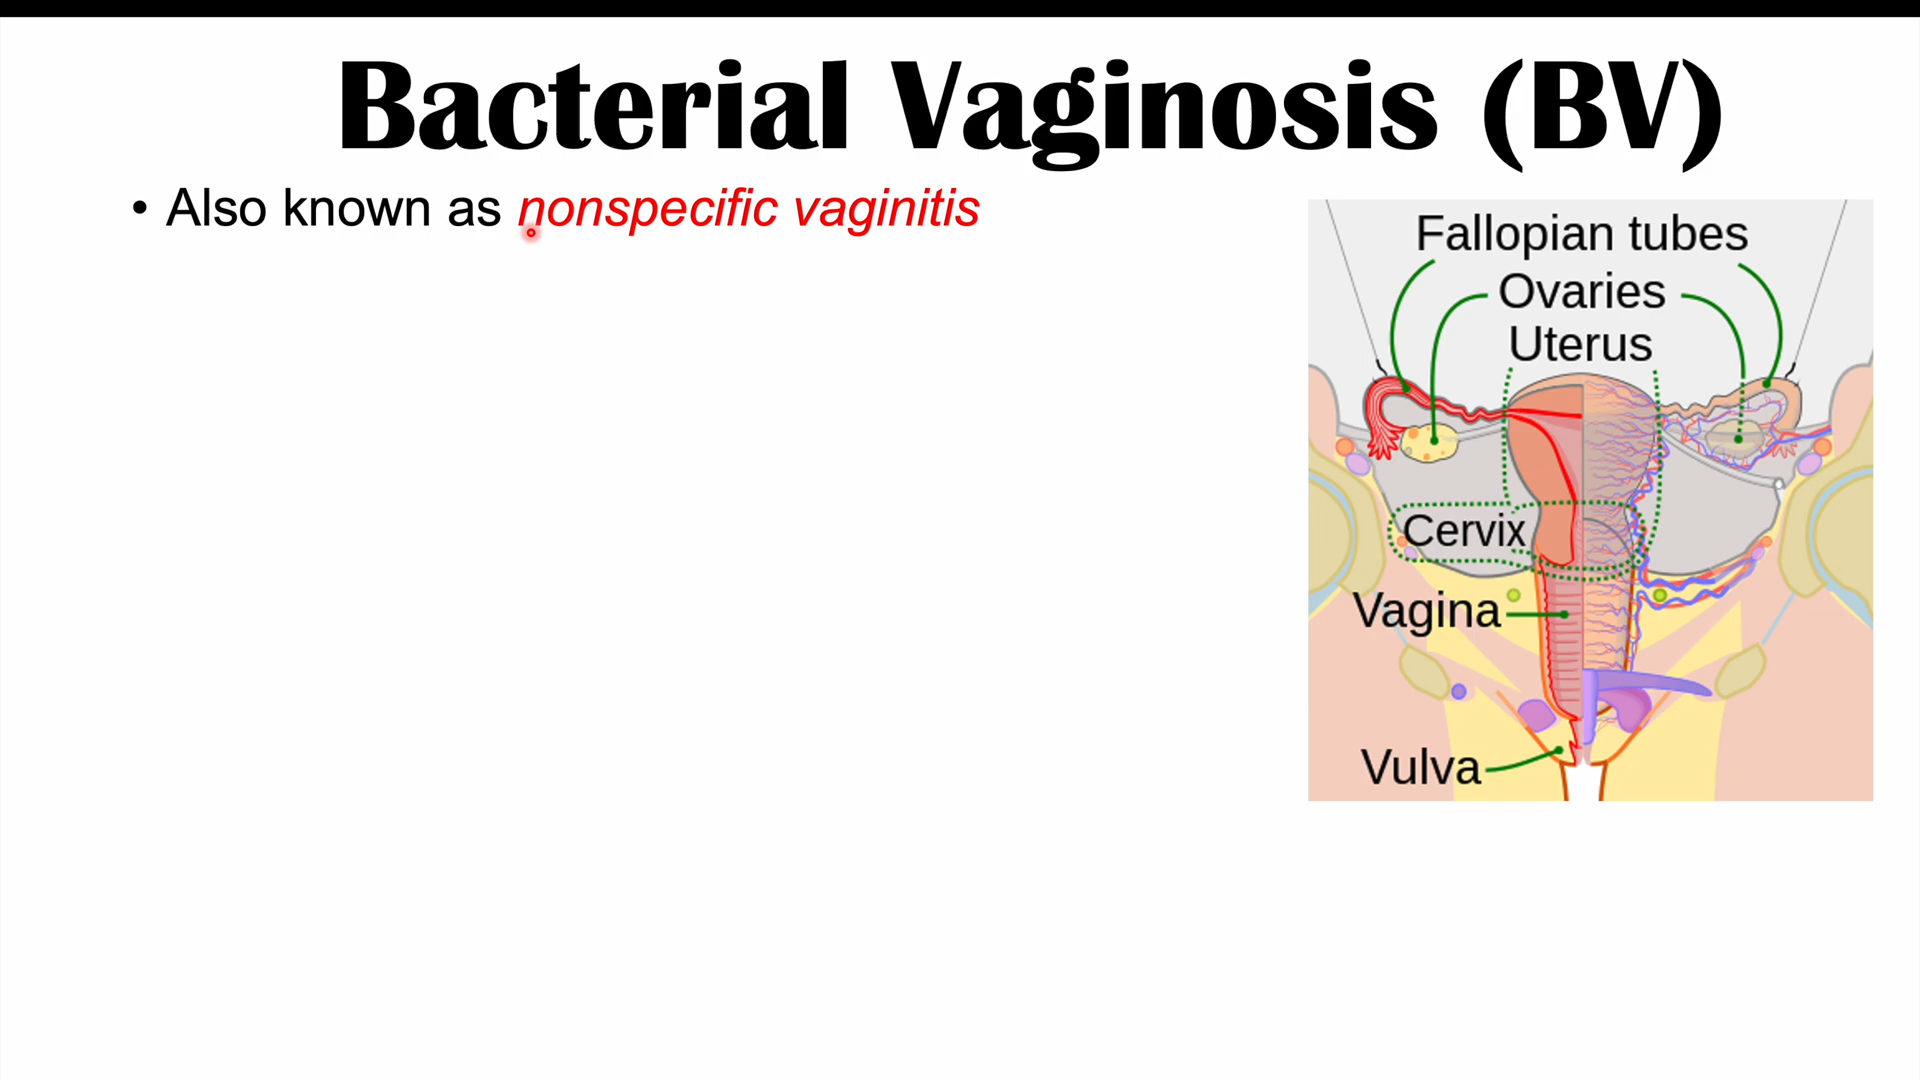 Bacterial Vaginosis (BV)
• Also known as nonspecific vaginitis
Fallopian tubes
Ovaries
Uterus
Cervix
Vagina
Vulva